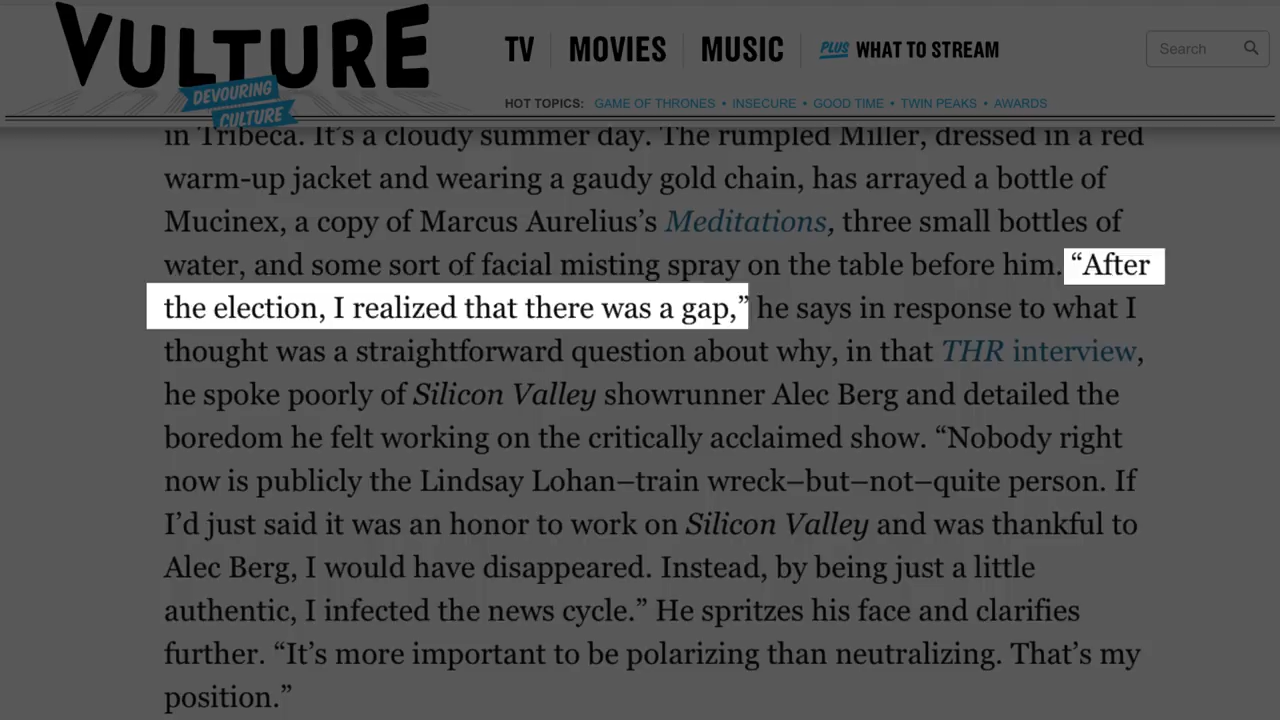 VULTURE
DEVOURING
CULTURE
TV MOVIES MUSIC PLUS WHAT TO STREAM
Search
HOT TOPICS: GAME OF THRONES • INSECURE • GOOD TIME • TWIN PEAKS • AWARDS
in Tribeca. It’s a cloudy summer day. The rumpled Miller, dressed in a red
warm-up jacket and wearing a gaudy gold chain, has arrayed a bottle of
Mucinex, a copy of Marcus Aurelius’s Meditations, three small bottles of
water, and some sort of facial misting spray on the table before him. “After
the election, I realized that there was a gap,” he says in response to what I
thought was a straightforward question about why, in that THR interview,
he spoke poorly of Silicon Valley showrunner Alec Berg and detailed the
boredom he felt working on the critically acclaimed show. “Nobody right
now is publicly the Lindsay Lohan–train wreck–but–not–quite person. If
I’d just said it was an honor to work on Silicon Valley and was thankful to
Alec Berg, I would have disappeared. Instead, by being just a little
authentic, I infected the news cycle.” He spritzes his face and clarifies
further. “It’s more important to be polarizing than neutralizing. That’s my
position.”